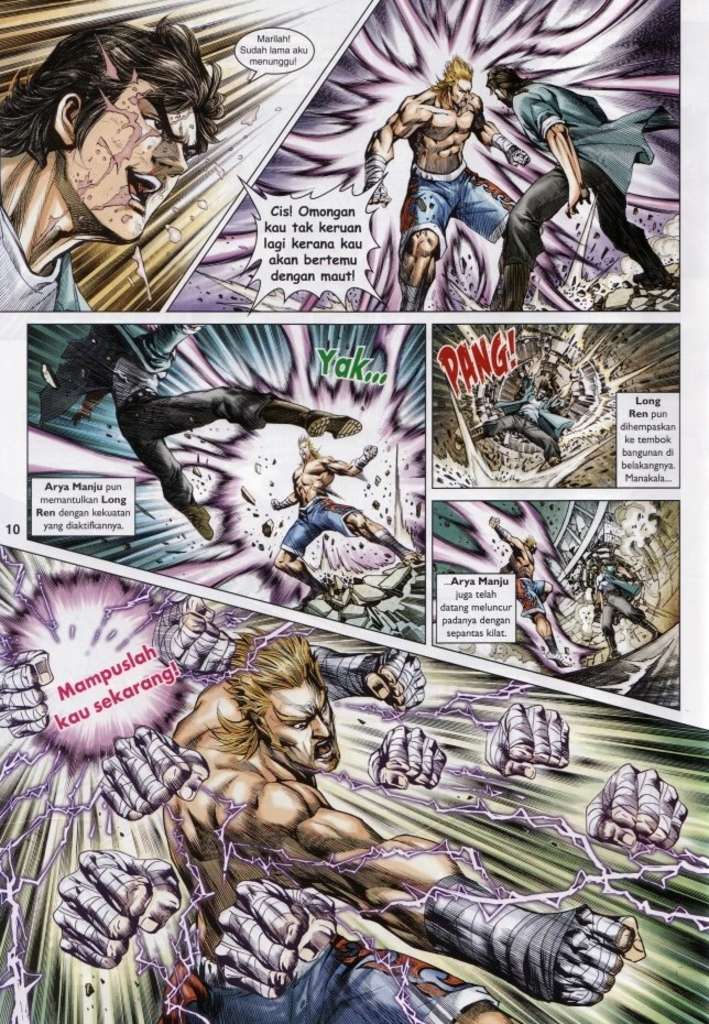 Marilah!
Sudah lama aku
menunggu!
Cis! Omongan
kau tak keruan
lagi kerana kau
akan bertemu
dengan maut!
Yak...
Arya Manju pun
memantulkan Long
Ren dengan kekuatan
yang diaktifkannya.
PANG!
Long
Ren pun
dihempaskan
ke tembok
bangunan di
belakangnya.
Manakala...
...Arya Manju
juga telah
datang meluncur
padanya dengan
sepantas kilat.
10
Mampuslah
kau sekarang!